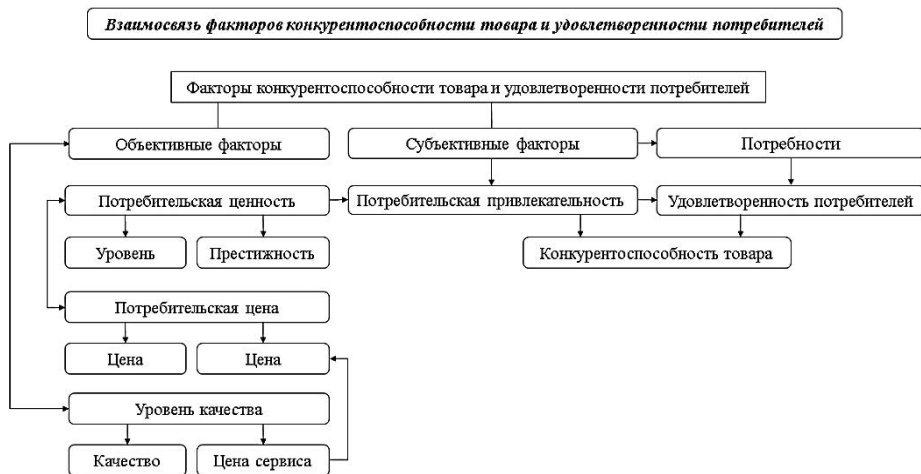 Взаимосвязь факторов конкурентоспособности товара и удовлетворенности потребителей
Факторы конкурентоспособности товара и удовлетворенности потребителей
Объективные факторы
Субъективные факторы
Потребности
Потребительская ценность
Потребительская привлекательность
Удовлетворенность потребителей
Уровень
Престижность
Конкурентоспособность товара
Потребительская цена
Цена
Цена
Уровень качества
Качество
Цена сервиса